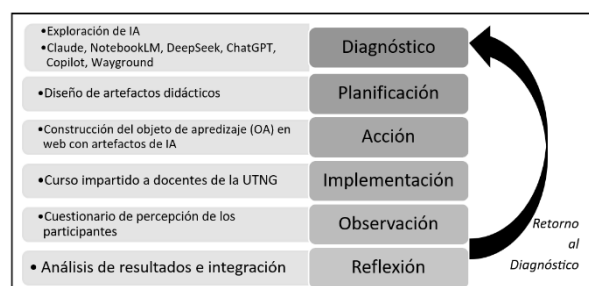 •Exploración de IA
•Claude, NotebookLM, DeepSeek, ChatGPT,
Copilot, Wayground
Diagnóstico
•Diseño de artefactos didácticos
Planificación
•Construcción del objeto de apredizaje (OA) en
web con artefactos de IA
Acción
•Curso impartido a docentes de la UTNG
Implementación
•Cuestionario de percepción de los
participantes
Observación
• Análisis de resultados e integración
Reflexión
Retorno
al
Diagnóstico